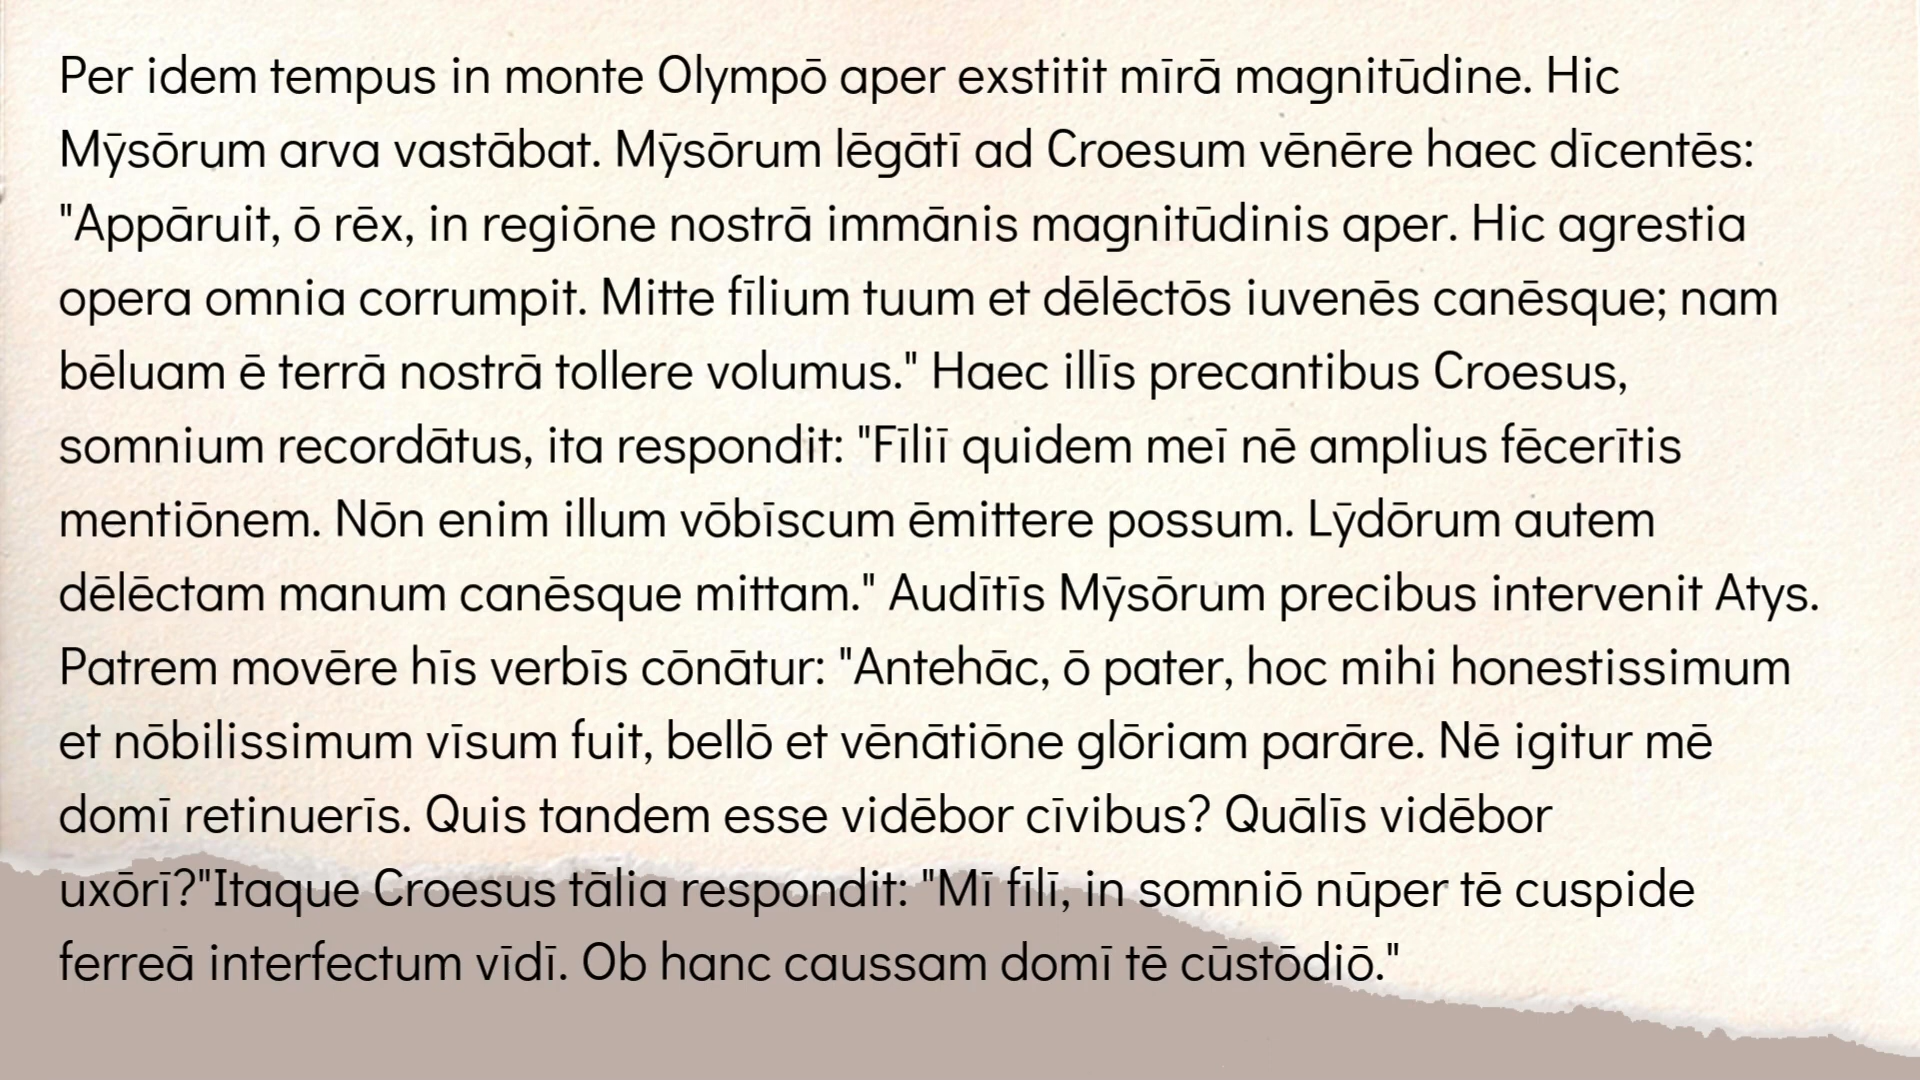 Per idem tempus in monte Olympō aper exstitit mīrā magnitūdine. Hic
Mȳsōrum arva vastābat. Mȳsōrum lēgātī ad Croesum vēnēre haec dīcentēs:
"Appāruit, ō rēx, in regiōne nostrā immānis magnitūdinis aper. Hic agrestia
opera omnia corrumpit. Mitte fīlium tuum et dēlēctōs iuvenēs canēsque; nam
bēluam ē terrā nostrā tollere volumus." Haec illīs precantibus Croesus,
somnium recordātus, ita respondit: "Fīliī quidem meī nē amplius fēcerītis
mentiōnem. Nōn enim illum vōbīscum ēmittere possum. Lȳdōrum autem
dēlēctam manum canēsque mittam." Audītīs Mȳsōrum precibus intervenit Atys.
Patrem movēre hīs verbīs cōnātur: "Antehāc, ō pater, hoc mihi honestissimum
et nōbilissimum vīsum fuit, bellō et vēnātiōne glōriam parāre. Nē igitur mē
domī retinuerīs. Quis tandem esse vidēbor cīvibus? Quālīs vidēbor
uxōrī?"Itaque Croesus tālia respondit: "Mī fīlī, in somniō nūper tē cuspide
ferreā interfectum vīdī. Ob hanc caussam domī tē cūstōdiō."